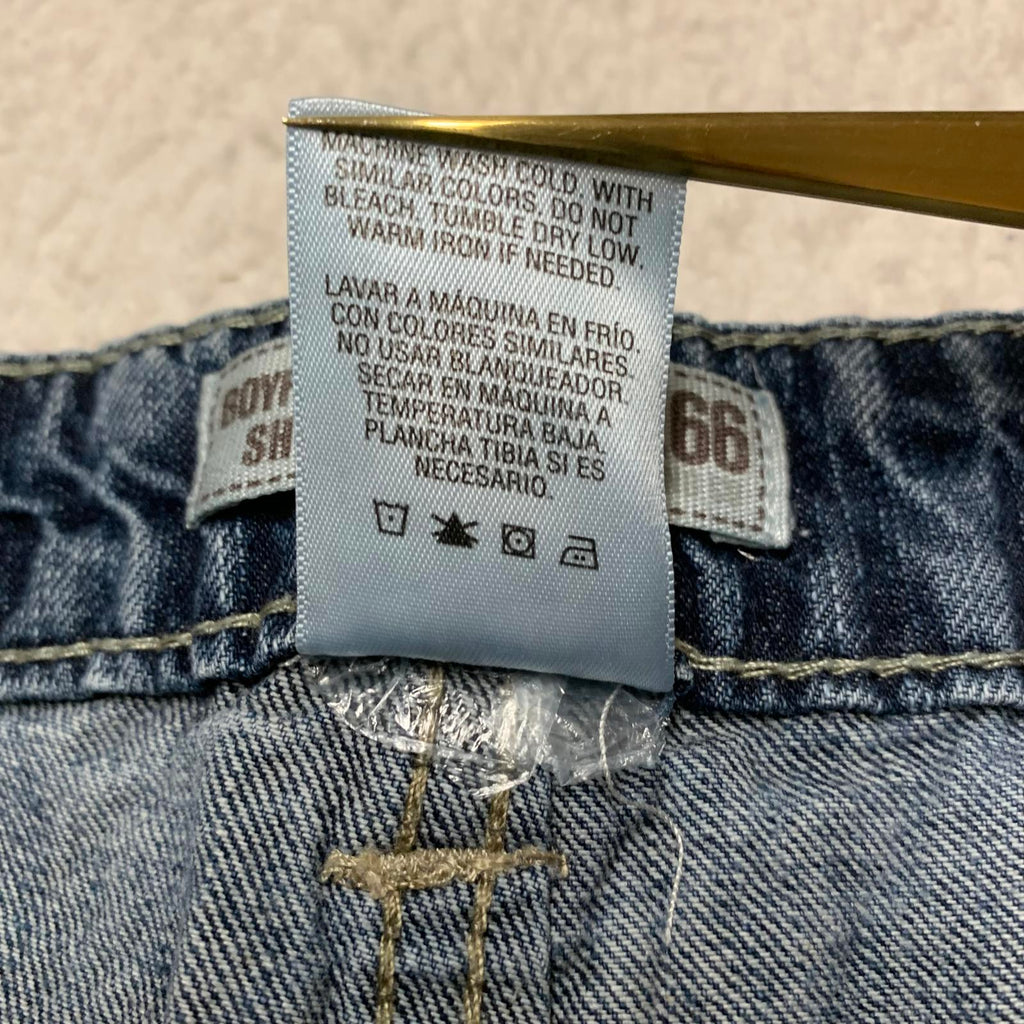 MACHINE WASH COLD, WITH
SIMILAR COLORS, DO NOT
BLEACH, TUMBLE DRY LOW.
WARM IRON IF NEEDED.
LAVAR A MÁQUINA EN FRÍO.
CON COLORES SIMILARES.
NO USAR BLANQUEADOR
SECAR EN MÁQUINA A
TEMPERATURA BAJA.
PLANCHA TIBIA SI ES
NECESARIO.
66